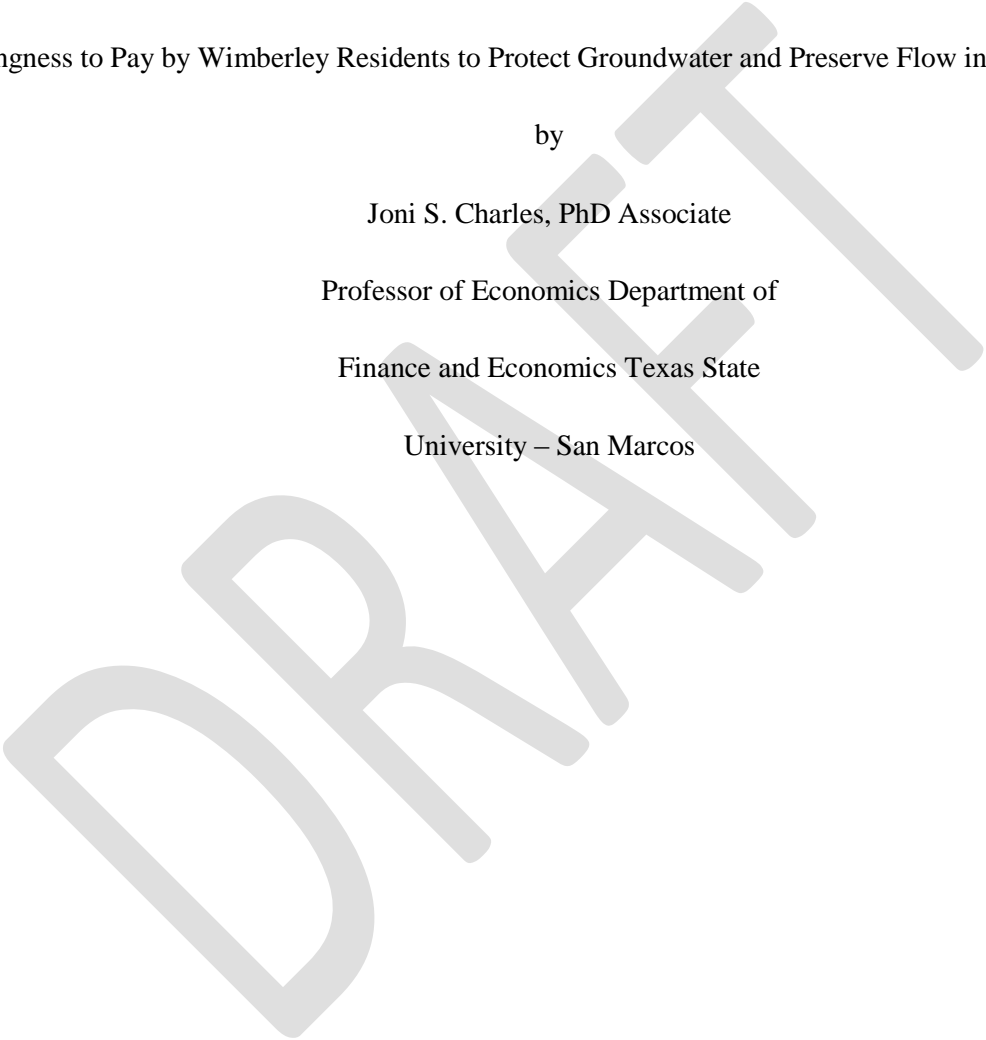 ngness to Pay by Wimberley Residents to Protect Groundwater and Preserve Flow in
by
Joni S. Charles, PhD Associate
Professor of Economics Department of
Finance and Economics Texas State
University – San Marcos
DRAFT